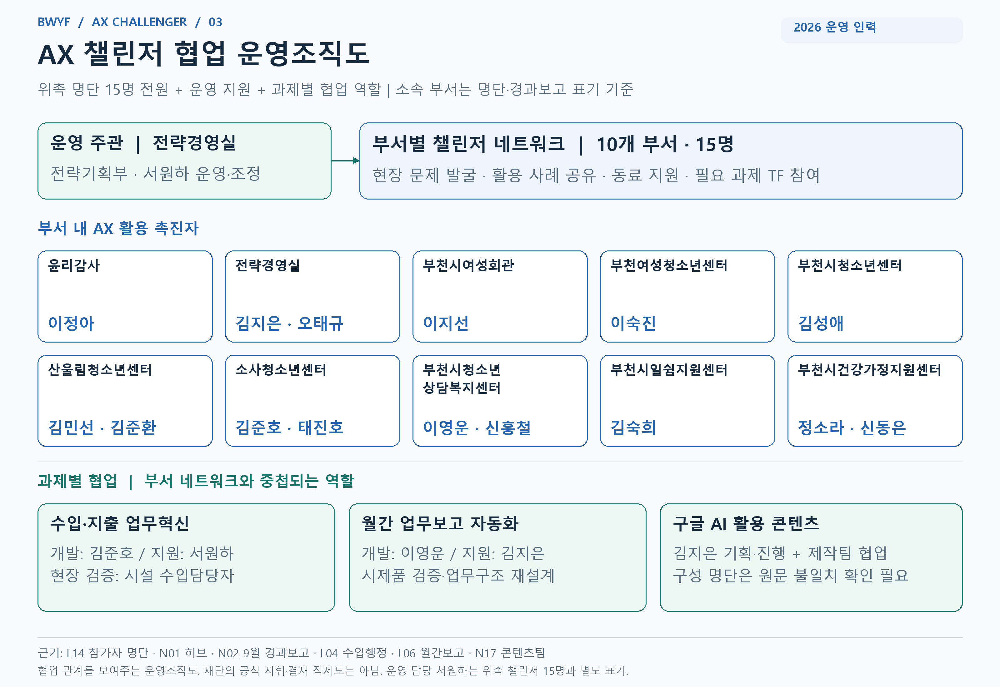 BWYF / AX CHALLENGER / 03
2026 운영 인력
AX 챌린저 협업 운영조직도
위촉 명단 15명 전원 + 운영 지원 + 과제별 협업 역할 | 소속 부서는 명단·경과보고 표기 기준
운영 주관 | 전략경영실
전략기획부 · 서원하 운영·조정
부서별 챌린저 네트워크 | 10개 부서 · 15명
현장 문제 발굴 · 활용 사례 공유 · 동료 지원 · 필요 과제 TF 참여
부서 내 AX 활용 촉진자
윤리감사
이정아
전략경영실
김지은 · 오태규
부천시여성회관
이지선
부천여성청소년센터
이숙진
부천시청소년센터
김성애
산울림청소년센터
김민선 · 김준환
소사청소년센터
김준호 · 태진호
부천시청소년
상담복지센터
이영운 · 신홍철
부천시일쉼지원센터
김숙희
부천시건강가정지원센터
정소라 · 신동은
과제별 협업 | 부서 네트워크와 중첩되는 역할
수입·지출 업무혁신
개발: 김준호 / 지원: 서원하
현장 검증: 시설 수입담당자
월간 업무보고 자동화
개발: 이영운 / 지원: 김지은
시제품 검증·업무구조 재설계
구글 AI 활용 콘텐츠
김지은 기획·진행 + 제작팀 협업
구성 명단은 원문 불일치 확인 필요
근거: L14 참가자 명단 · N01 허브 · N02 9월 경과보고 · L04 수입행정 · L06 월간보고 · N17 콘텐츠팀
협업 관계를 보여주는 운영조직도. 재단의 공식 지휘·결재 직제도는 아님. 운영 담당 서원하는 위촉 챌린저 15명과 별도 표기.